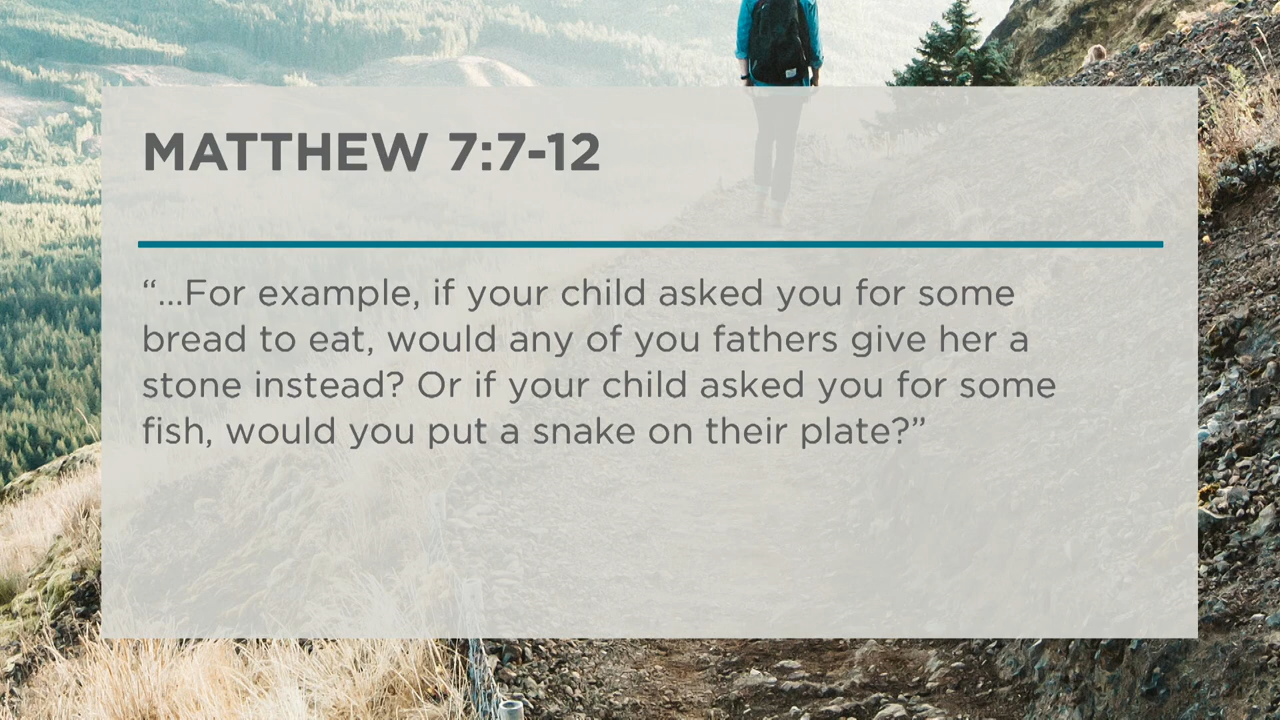 MATTHEW 7:7-12
“...For example, if your child asked you for some
bread to eat, would any of you fathers give her a
stone instead? Or if your child asked you for some
fish, would you put a snake on their plate?”